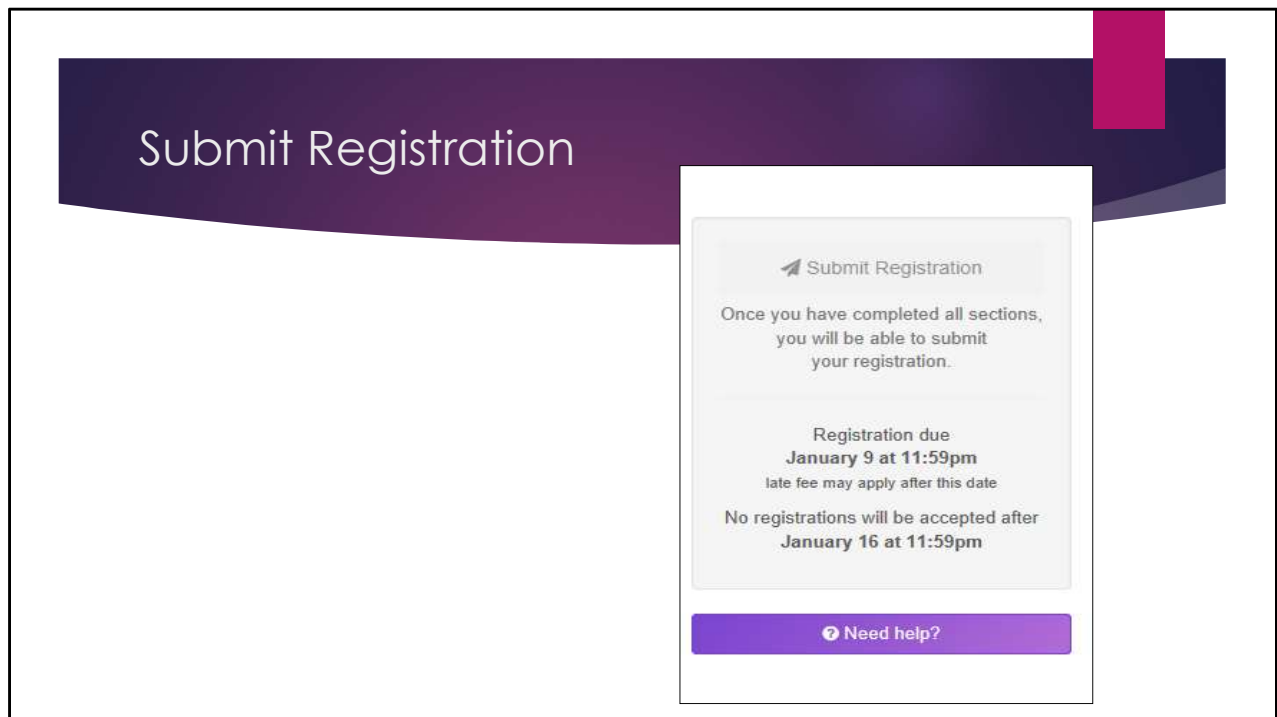 Submit Registration
Submit Registration
Once you have completed all sections,
you will be able to submit
your registration.
Registration due
January 9 at 11:59pm
late fee may apply after this date
No registrations will be accepted after
January 16 at 11:59pm
Need help?